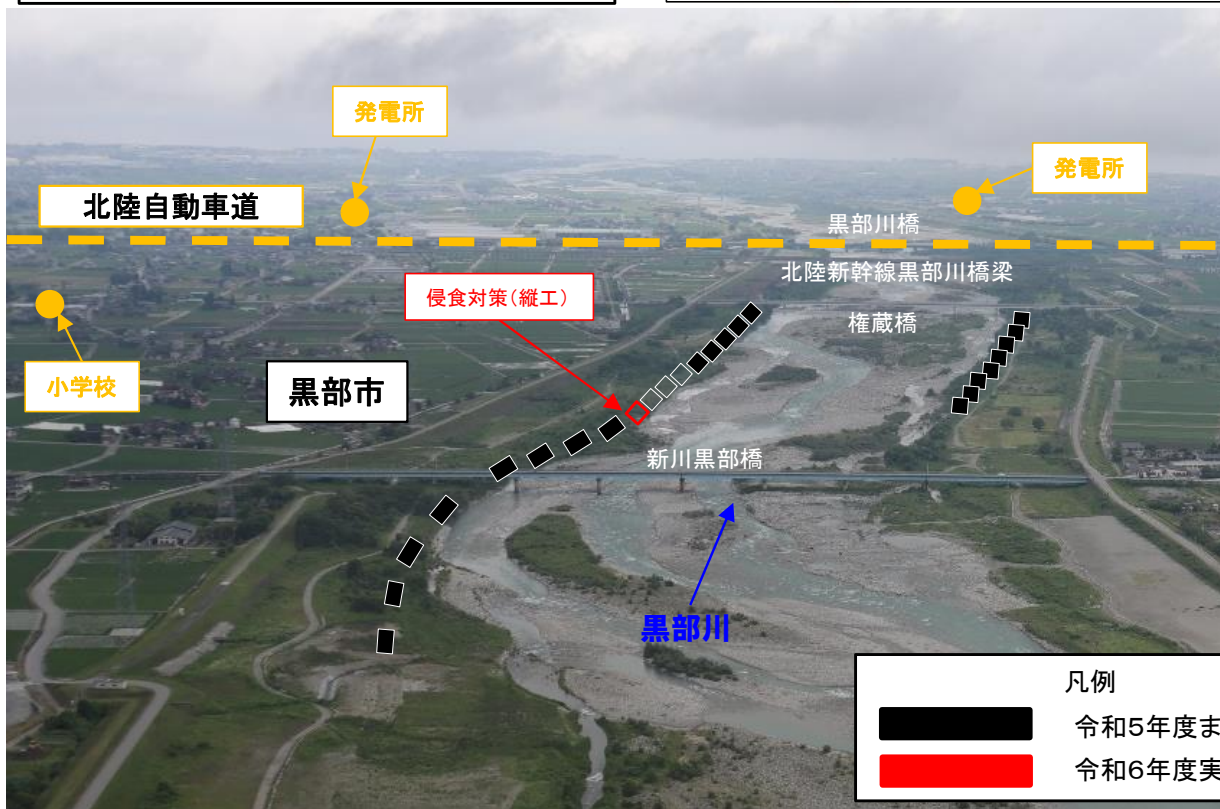 発電所
発電所
北陸自動車道
黒部川橋
北陸新幹線黒部川橋梁
侵食対策(縦工)
権蔵橋
小学校
黒部市
新川黒部橋
黒部川
凡例
令和5年度ま
令和6年度実